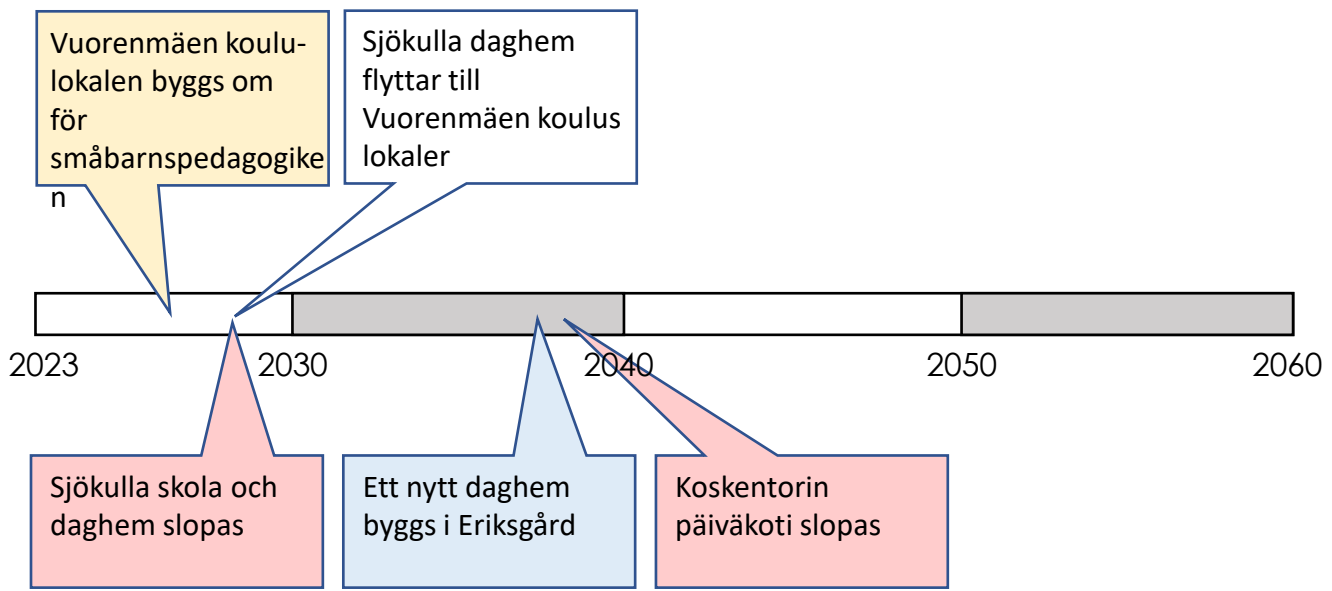 Vuorenmäen koulu-
lokalen byggs om
för
småbarnspedagogike
n
Sjökulla daghem
flyttar till
Vuorenmäen koulus
lokaler
2023
2030
2040
2050
2060
Sjökulla skola och
daghem slopas
Ett nytt daghem
byggs i Eriksgård
Koskentorin
päiväkoti slopas